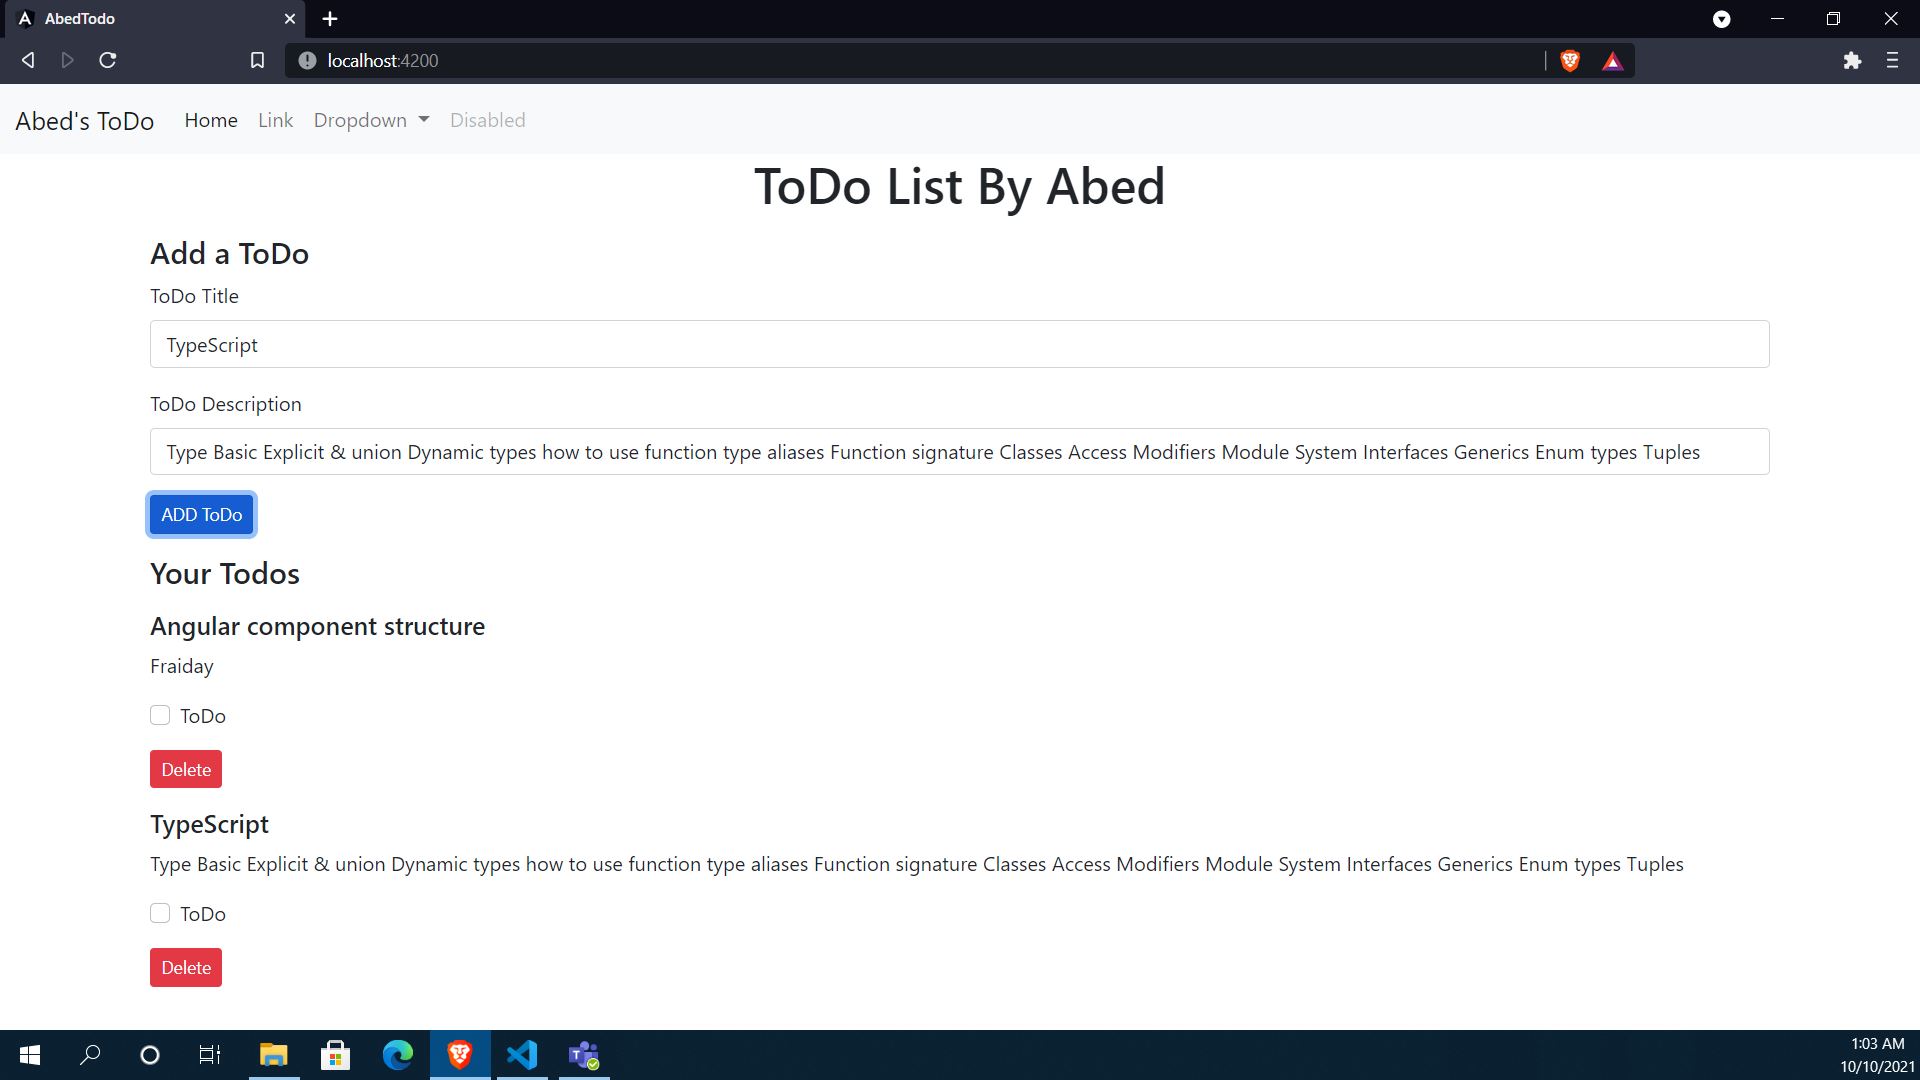 AbedTodo
localhost:4200
Abed's ToDo Home Link Dropdown Disabled
ToDo List By Abed
Add a ToDo
ToDo Title
TypeScript
ToDo Description
Type Basic Explicit & union Dynamic types how to use function type aliases Function signature Classes Access Modifiers Module System Interfaces Generics Enum types Tuples
ADD ToDo
Your Todos
Angular component structure
Fraiday
ToDo
Delete
TypeScript
Type Basic Explicit & union Dynamic types how to use function type aliases Function signature Classes Access Modifiers Module System Interfaces Generics Enum types Tuples
ToDo
Delete
1:03 AM
10/10/2021